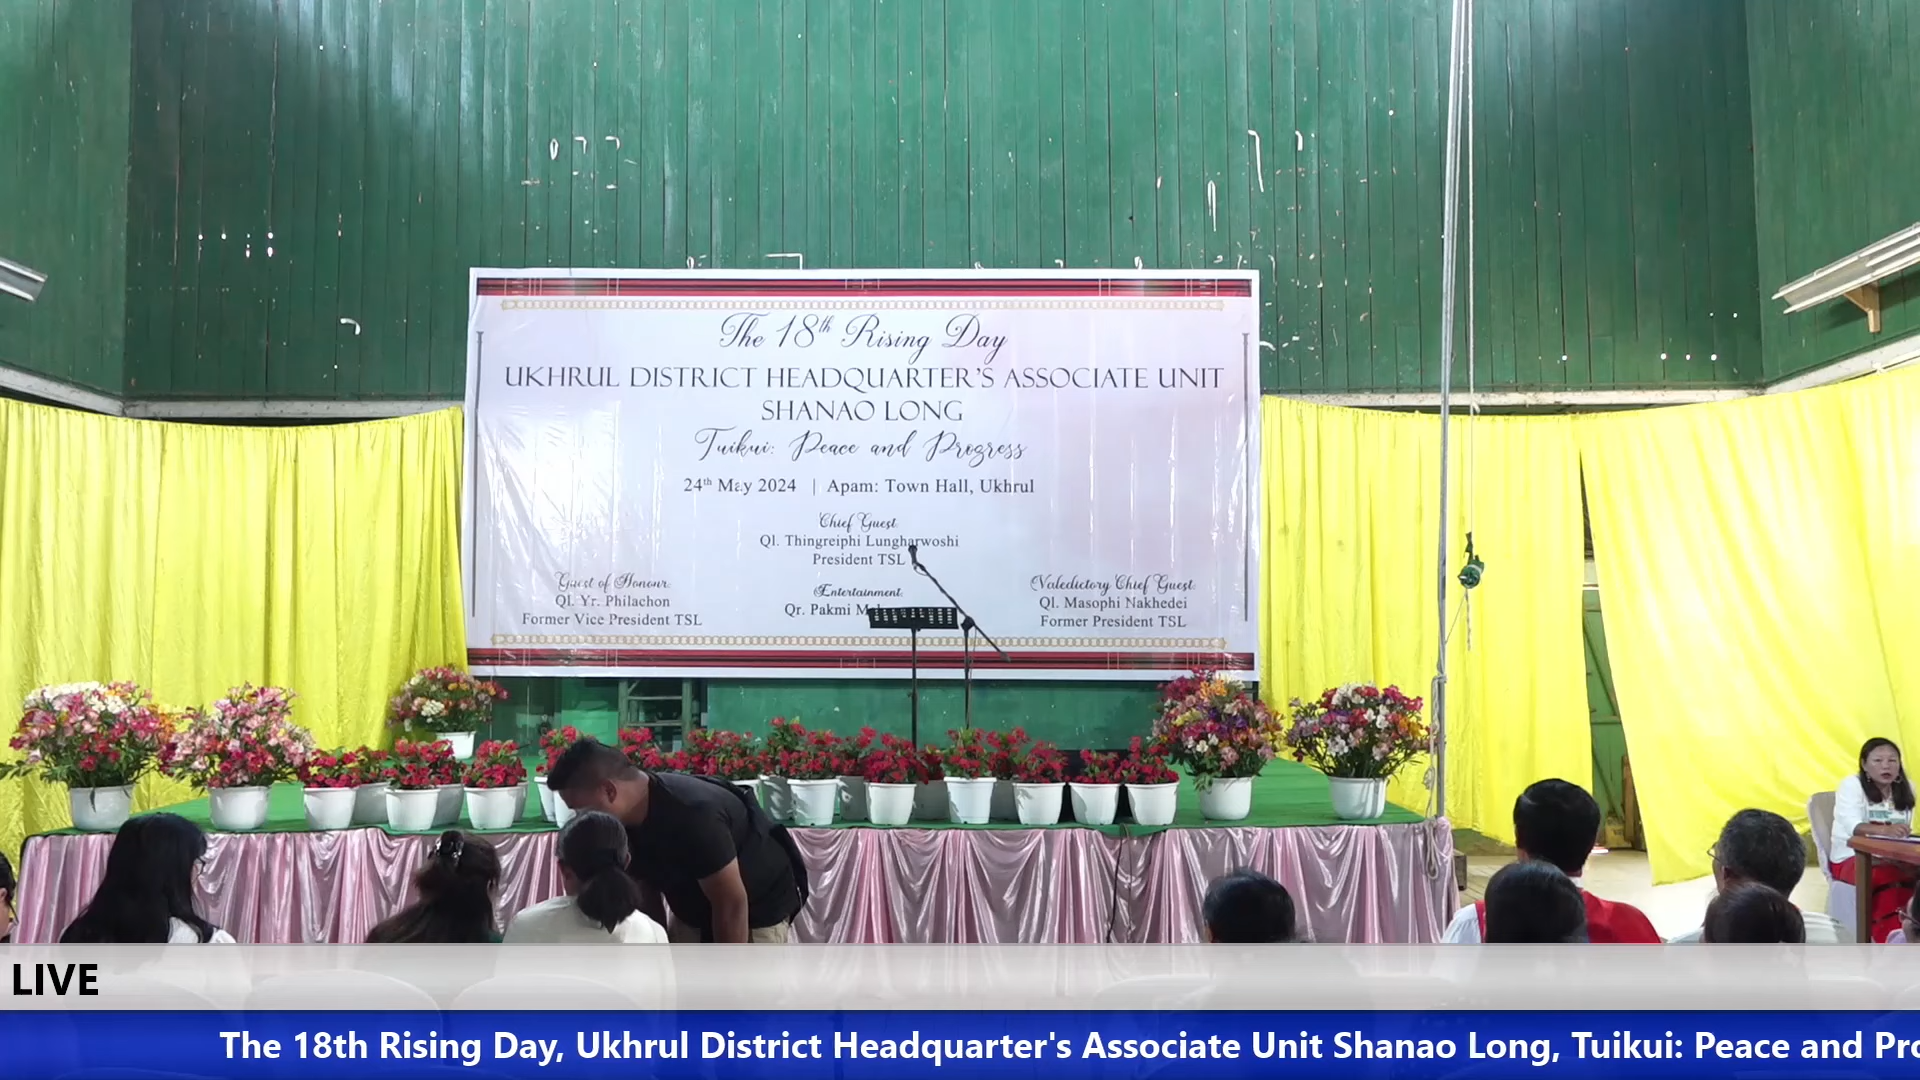 The 18th Rising Day
UKHRUL DISTRICT HEADQUARTER'S ASSOCIATE UNIT
SHANAO LONG
Tuikui: Peace and Progress
24th May 2024 | Apam: Town Hall, Ukhrul
Chief Guest:
Ql. Thingreiphi Lungharwoshi
President TSL
Guest of Honour:
Ql. Yr. Philachon
Former Vice President TSL
Entertainment:
Qr. Pakmi
Valedictory Chief Guest:
Ql. Masophi Nakhedei
Former President TSL
LIVE
The 18th Rising Day, Ukhrul District Headquarter's Associate Unit Shanao Long, Tuikui: Peace and Pro